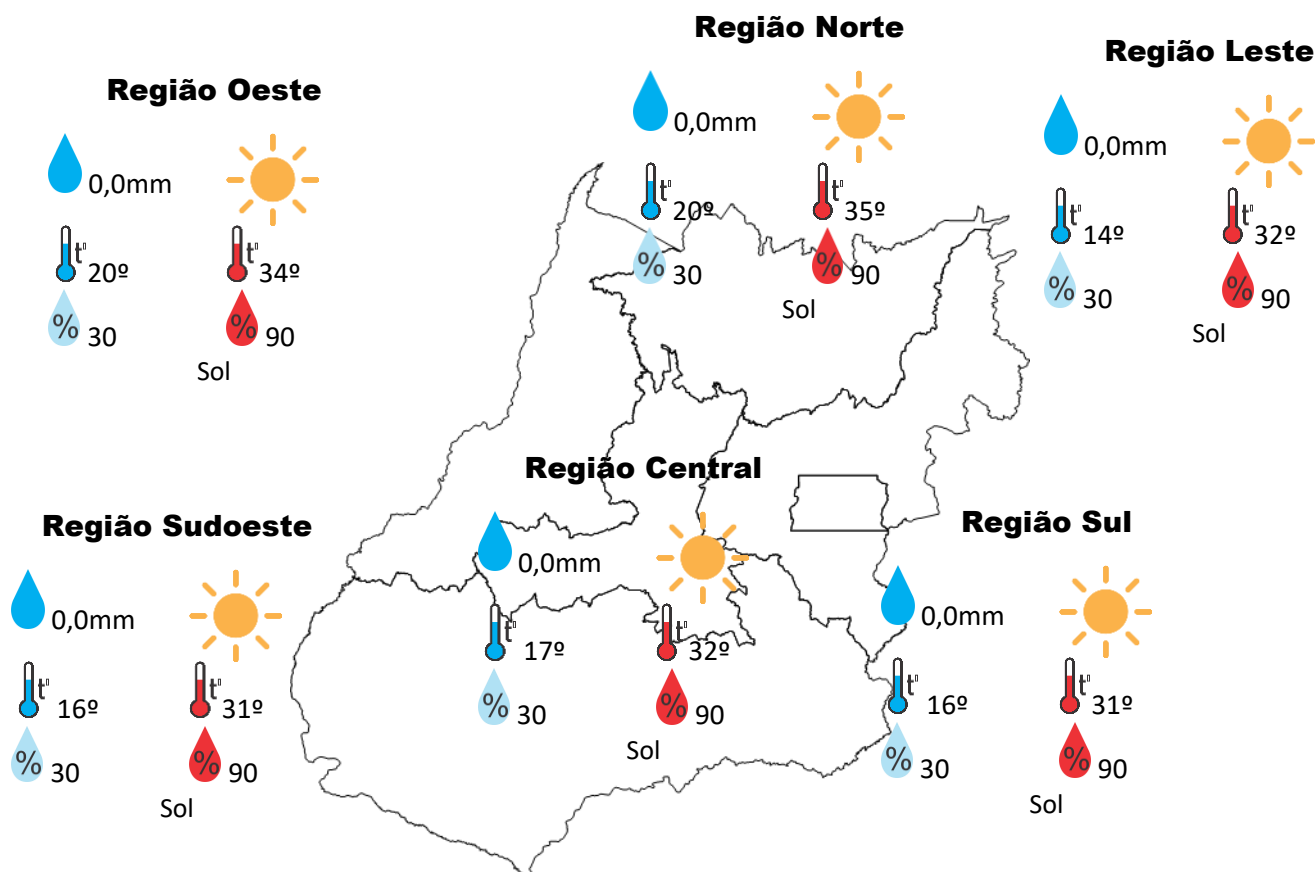 Região Norte
0,0mm
t°
20º
t°
35º
% 30
% 90
Sol
Região Leste
0,0mm
t°
14º
t°
32º
% 30
% 90
Sol
Região Oeste
0,0mm
t°
20º
t°
34º
% 30
% 90
Sol
Região Central
0,0mm
t°
17º
t°
32º
% 30
% 90
Sol
Região Sudoeste
0,0mm
t°
16º
t°
31º
% 30
% 90
Sol
Região Sul
0,0mm
t°
16º
t°
31º
% 30
% 90
Sol